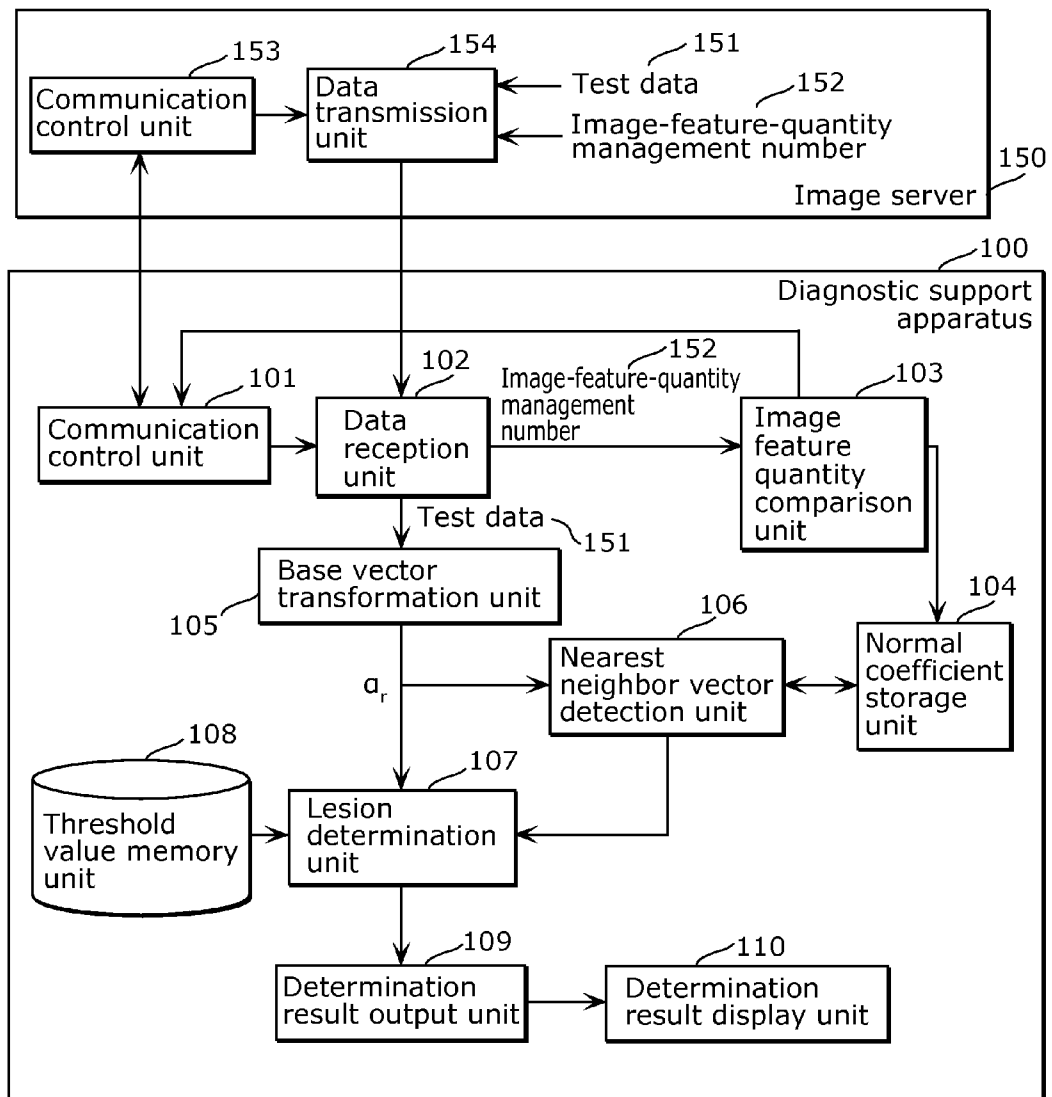 153
154
151
Communication
control unit
Data
transmission
unit
Test data
152
Image-feature-quantity
management number
150
Image server
100
Diagnostic support
apparatus
101
102
152
Image-feature-quantity
management
number
103
Communication
control unit
Data
reception
unit
Image
feature
quantity
comparison
unit
Test data
151
Base vector
transformation unit
105
106
104
Nearest
neighbor vector
detection unit
Normal
coefficient
storage
unit
αr
108
107
Threshold
value memory
unit
Lesion
determination
unit
109
110
Determination
result output unit
Determination
result display unit